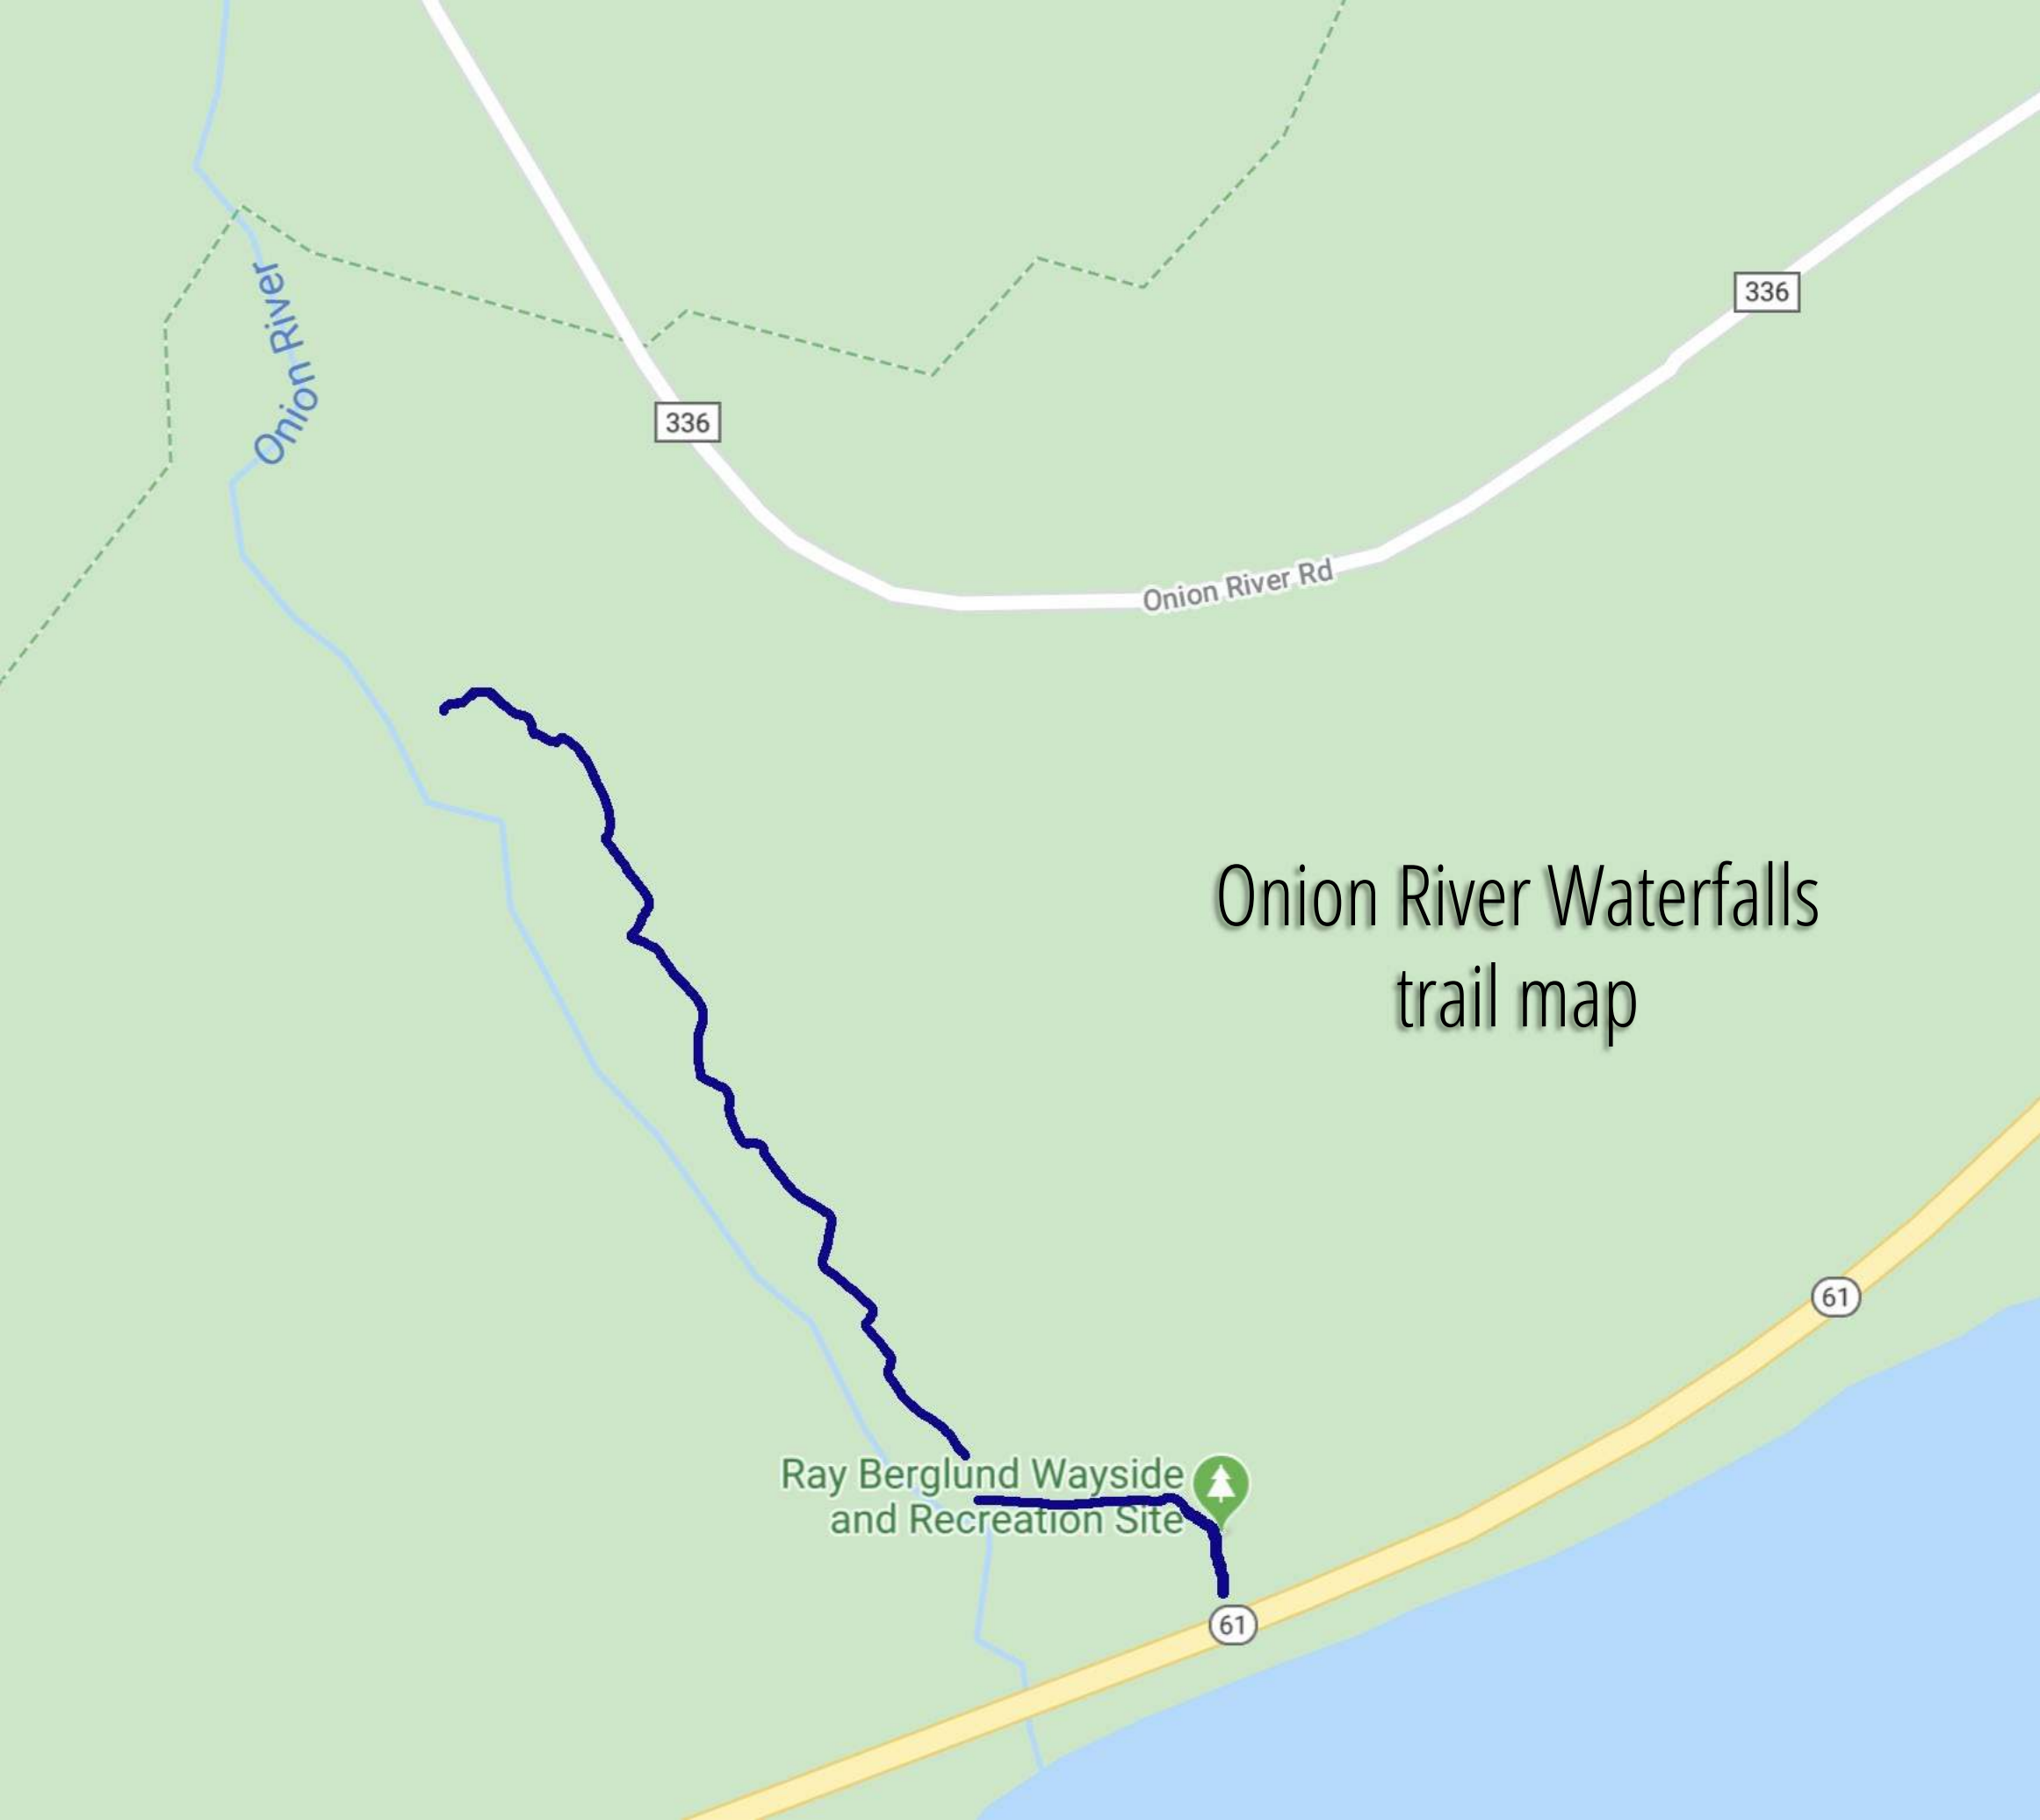 Onion River
336
336
Onion River Rd
Onion River Waterfalls
trail map
61
Ray Berglund Wayside
and Recreation Site
61